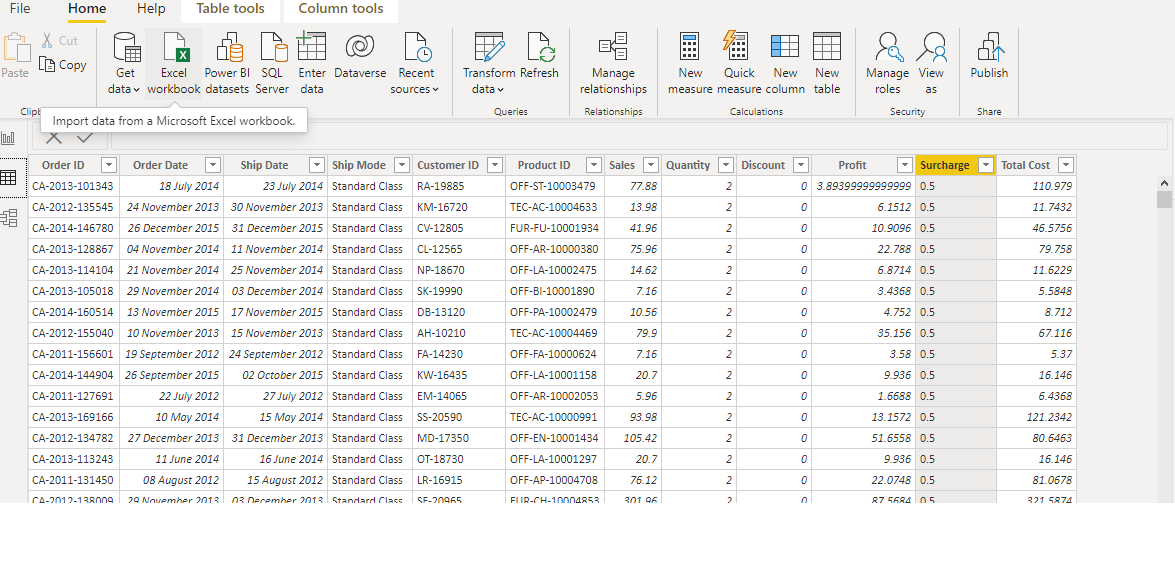 File Home Help Table tools Column tools
Paste Cut Copy
Get data Excel workbook Power BI datasets SQL Server Enter data Dataverse Recent sources Transform data Refresh Manage relationships New measure Quick measure New column New table Manage roles View as Publish
Queries Relationships Calculations Security Share
Import data from a Microsoft Excel workbook.
Order ID Order Date Ship Date Ship Mode Customer ID Product ID Sales Quantity Discount Profit Surcharge Total Cost
CA-2013-101343 18 July 2014 23 July 2014 Standard Class RA-19885 OFF-ST-10003479 77.88 2 0 3.89399999999999 0.5 110.979
CA-2012-135545 24 November 2013 30 November 2013 Standard Class KM-16720 TEC-AC-10004633 13.98 2 0 6.1512 0.5 11.7432
CA-2014-146780 26 December 2015 31 December 2015 Standard Class CV-12805 FUR-FU-10001934 41.96 2 0 10.9096 0.5 46.5756
CA-2013-128867 04 November 2014 11 November 2014 Standard Class CL-12565 OFF-AR-10000380 75.96 2 0 22.788 0.5 79.758
CA-2013-114104 21 November 2014 25 November 2014 Standard Class NP-18670 OFF-LA-10002475 14.62 2 0 6.8714 0.5 11.6229
CA-2013-105018 29 November 2014 03 December 2014 Standard Class SK-19990 OFF-BI-10001890 7.16 2 0 3.4368 0.5 5.5848
CA-2014-160514 13 November 2015 17 November 2015 Standard Class DB-13120 OFF-PA-10002479 10.56 2 0 4.752 0.5 8.712
CA-2012-155040 10 November 2013 15 November 2013 Standard Class AH-10210 TEC-AC-10004469 79.9 2 0 35.156 0.5 67.116
CA-2011-156601 19 September 2012 24 September 2012 Standard Class FA-14230 OFF-FA-10000624 7.16 2 0 3.58 0.5 5.37
CA-2014-144904 26 September 2015 02 October 2015 Standard Class KW-16435 OFF-LA-10001158 20.7 2 0 9.936 0.5 16.146
CA-2011-127691 22 July 2012 27 July 2012 Standard Class EM-14065 OFF-AR-10002053 5.96 2 0 1.6688 0.5 6.4368
CA-2013-169166 10 May 2014 15 May 2014 Standard Class SS-20590 TEC-AC-10000991 93.98 2 0 13.1572 0.5 121.2342
CA-2012-134782 27 December 2013 31 December 2013 Standard Class MD-17350 OFF-EN-10001434 105.42 2 0 51.6558 0.5 80.6463
CA-2013-113243 11 June 2014 16 June 2014 Standard Class OT-18730 OFF-LA-10001297 20.7 2 0 9.936 0.5 16.146
CA-2011-131450 08 August 2012 15 August 2012 Standard Class LR-16915 OFF-AP-10004708 76.12 2 0 22.0748 0.5 81.0678
CA-2012-138009 29 November 2013 03 December 2013 Standard Class SF-20965 FUR-CH-10004853 301.96 2 0 87.5684 0.5 321.5874